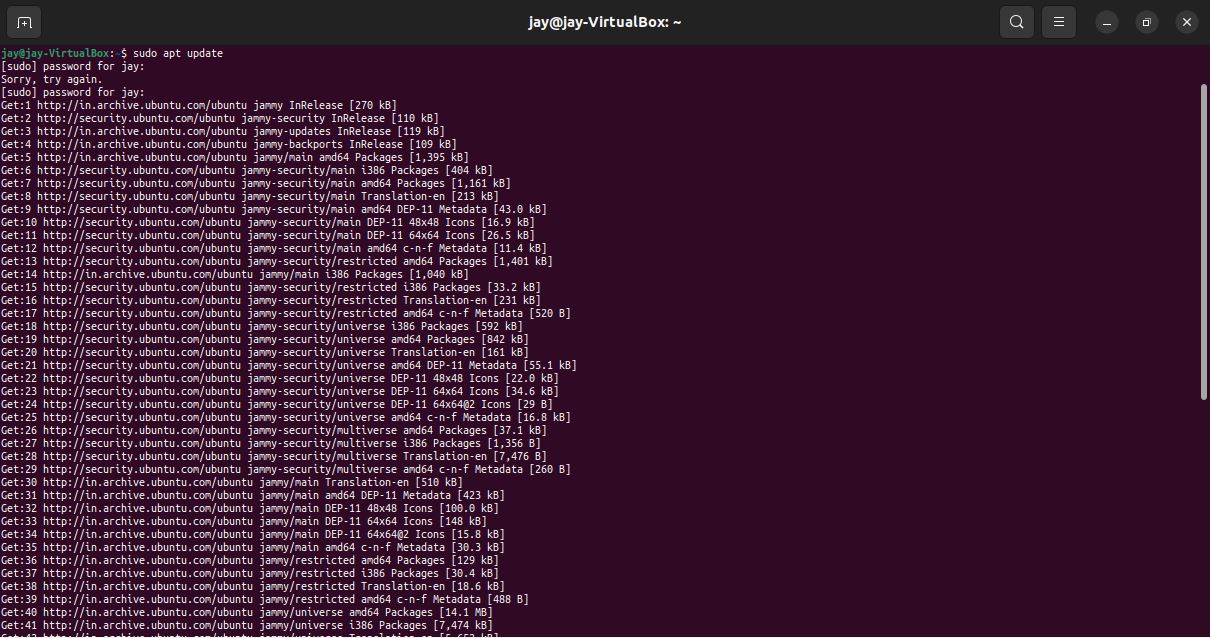 jay@jay-VirtualBox: ~
jay@jay-VirtualBox:~$ sudo apt update
[sudo] password for jay:
Sorry, try again.
[sudo] password for jay:
Get:1 http://in.archive.ubuntu.com/ubuntu jammy InRelease [270 kB]
Get:2 http://security.ubuntu.com/ubuntu jammy-security InRelease [110 kB]
Get:3 http://in.archive.ubuntu.com/ubuntu jammy-updates InRelease [119 kB]
Get:4 http://in.archive.ubuntu.com/ubuntu jammy-backports InRelease [109 kB]
Get:5 http://in.archive.ubuntu.com/ubuntu jammy/main amd64 Packages [1,395 kB]
Get:6 http://security.ubuntu.com/ubuntu jammy-security/main i386 Packages [404 kB]
Get:7 http://security.ubuntu.com/ubuntu jammy-security/main amd64 Packages [1,161 kB]
Get:8 http://security.ubuntu.com/ubuntu jammy-security/main Translation-en [213 kB]
Get:9 http://security.ubuntu.com/ubuntu jammy-security/main amd64 DEP-11 Metadata [43.0 kB]
Get:10 http://security.ubuntu.com/ubuntu jammy-security/main DEP-11 48x48 Icons [16.9 kB]
Get:11 http://security.ubuntu.com/ubuntu jammy-security/main DEP-11 64x64 Icons [26.5 kB]
Get:12 http://security.ubuntu.com/ubuntu jammy-security/main amd64 c-n-f Metadata [11.4 kB]
Get:13 http://security.ubuntu.com/ubuntu jammy-security/restricted amd64 Packages [1,401 kB]
Get:14 http://in.archive.ubuntu.com/ubuntu jammy/main i386 Packages [1,040 kB]
Get:15 http://security.ubuntu.com/ubuntu jammy-security/restricted i386 Packages [33.2 kB]
Get:16 http://security.ubuntu.com/ubuntu jammy-security/restricted Translation-en [231 kB]
Get:17 http://security.ubuntu.com/ubuntu jammy-security/restricted amd64 c-n-f Metadata [520 B]
Get:18 http://security.ubuntu.com/ubuntu jammy-security/universe i386 Packages [592 kB]
Get:19 http://security.ubuntu.com/ubuntu jammy-security/universe amd64 Packages [842 kB]
Get:20 http://security.ubuntu.com/ubuntu jammy-security/universe Translation-en [161 kB]
Get:21 http://security.ubuntu.com/ubuntu jammy-security/universe amd64 DEP-11 Metadata [55.1 kB]
Get:22 http://security.ubuntu.com/ubuntu jammy-security/universe DEP-11 48x48 Icons [22.0 kB]
Get:23 http://security.ubuntu.com/ubuntu jammy-security/universe DEP-11 64x64 Icons [34.6 kB]
Get:24 http://security.ubuntu.com/ubuntu jammy-security/universe DEP-11 64x64@2 Icons [29 B]
Get:25 http://security.ubuntu.com/ubuntu jammy-security/universe amd64 c-n-f Metadata [16.8 kB]
Get:26 http://security.ubuntu.com/ubuntu jammy-security/multiverse amd64 Packages [37.1 kB]
Get:27 http://security.ubuntu.com/ubuntu jammy-security/multiverse i386 Packages [1,356 B]
Get:28 http://security.ubuntu.com/ubuntu jammy-security/multiverse Translation-en [7,476 B]
Get:29 http://security.ubuntu.com/ubuntu jammy-security/multiverse amd64 c-n-f Metadata [260 B]
Get:30 http://in.archive.ubuntu.com/ubuntu jammy/main Translation-en [510 kB]
Get:31 http://in.archive.ubuntu.com/ubuntu jammy/main amd64 DEP-11 Metadata [423 kB]
Get:32 http://in.archive.ubuntu.com/ubuntu jammy/main DEP-11 48x48 Icons [100.0 kB]
Get:33 http://in.archive.ubuntu.com/ubuntu jammy/main DEP-11 64x64 Icons [148 kB]
Get:34 http://in.archive.ubuntu.com/ubuntu jammy/main DEP-11 64x64@2 Icons [15.8 kB]
Get:35 http://in.archive.ubuntu.com/ubuntu jammy/main amd64 c-n-f Metadata [30.3 kB]
Get:36 http://in.archive.ubuntu.com/ubuntu jammy/restricted amd64 Packages [129 kB]
Get:37 http://in.archive.ubuntu.com/ubuntu jammy/restricted i386 Packages [30.4 kB]
Get:38 http://in.archive.ubuntu.com/ubuntu jammy/restricted Translation-en [18.6 kB]
Get:39 http://in.archive.ubuntu.com/ubuntu jammy/restricted amd64 c-n-f Metadata [488 B]
Get:40 http://in.archive.ubuntu.com/ubuntu jammy/universe amd64 Packages [14.1 MB]
Get:41 http://in.archive.ubuntu.com/ubuntu jammy/universe i386 Packages [7,474 kB]